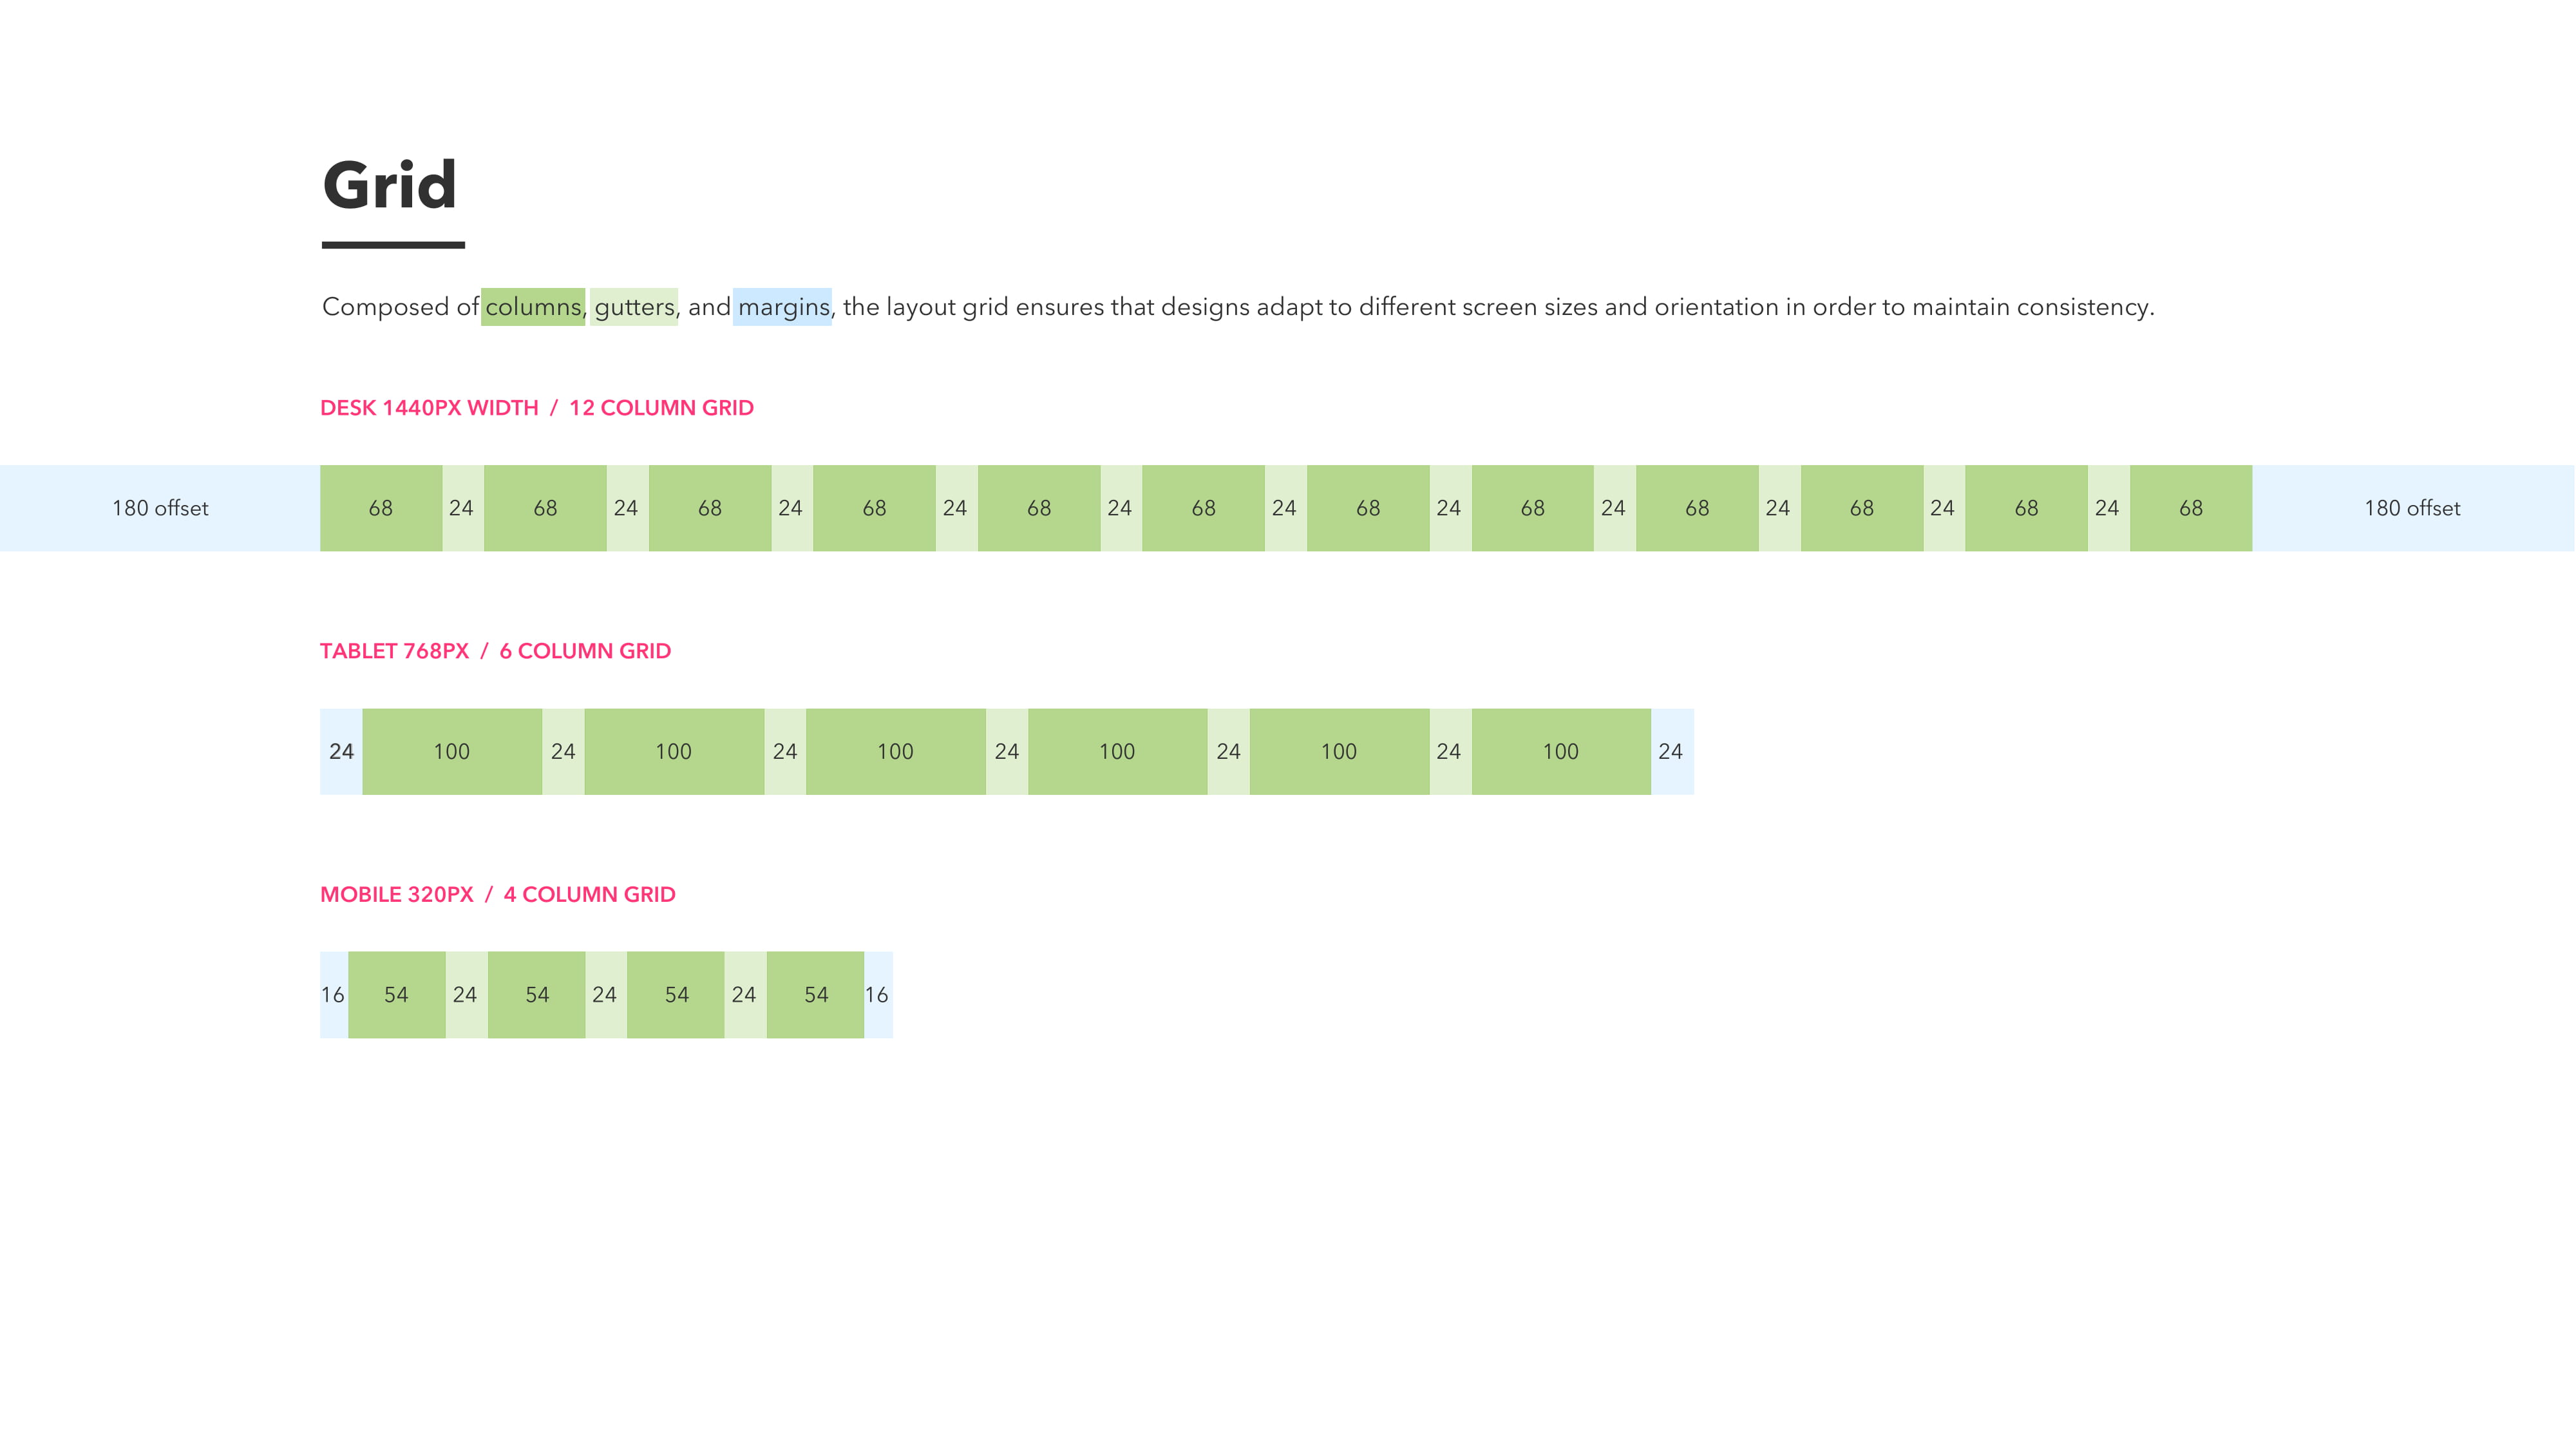 Grid
Composed of columns, gutters, and margins, the layout grid ensures that designs adapt to different screen sizes and orientation in order to maintain consistency.
DESK 1440PX WIDTH / 12 COLUMN GRID
180 offset 68 24 68 24 68 24 68 24 68 24 68 24 68 24 68 24 68 24 68 24 68 24 68 180 offset
TABLET 768PX / 6 COLUMN GRID
24 100 24 100 24 100 24 100 24 100 24 100 24
MOBILE 320PX / 4 COLUMN GRID
16 54 24 54 24 54 24 54 16